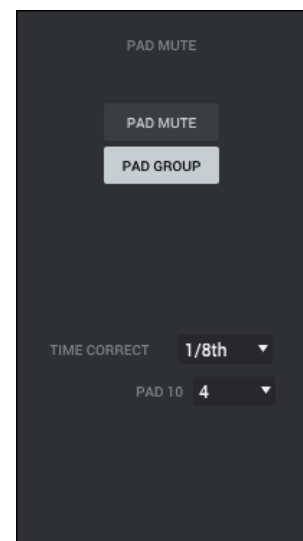 PAD MUTE
PAD MUTE
PAD GROUP
TIME CORRECT 1/8th
PAD 10 4